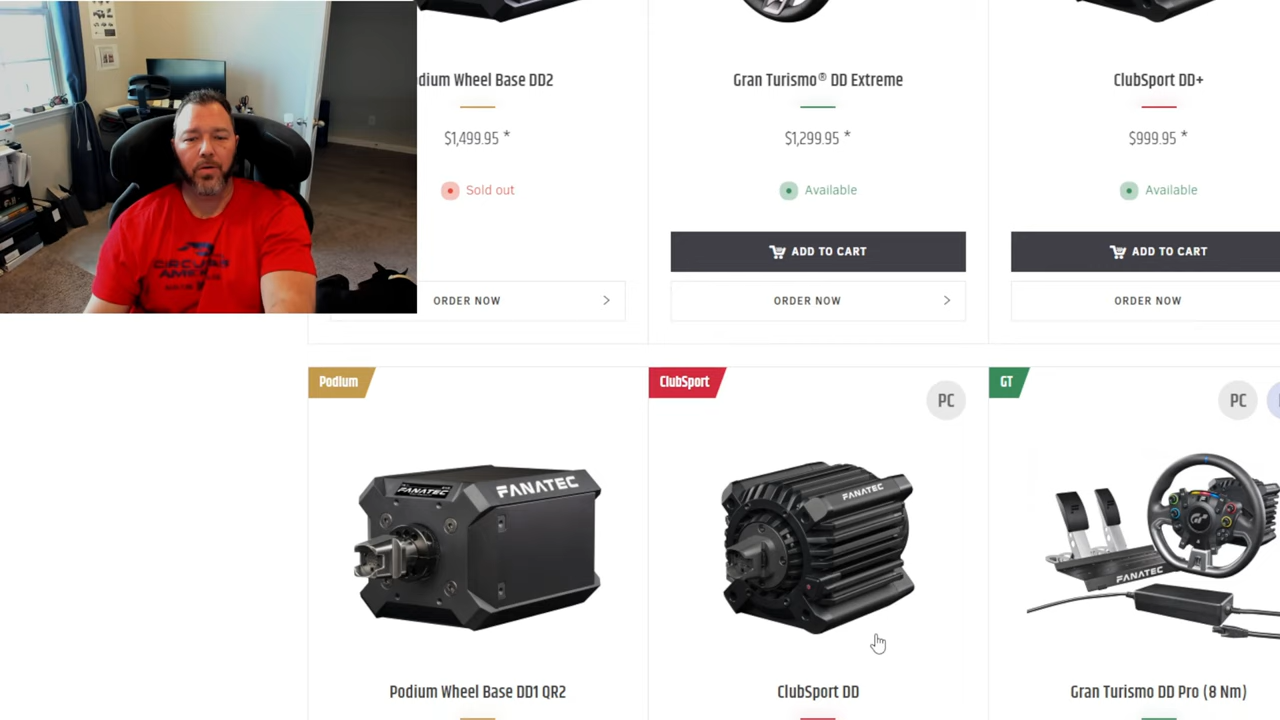 dium Wheel Base DD2
Gran Turismo® DD Extreme
ClubSport DD+
$1,499.95 *
$1,299.95 *
$999.95 *
Sold out
Available
Available
ADD TO CART
ADD TO CART
ORDER NOW
ORDER NOW
ORDER NOW
Podium
ClubSport
PC
GT
PC
FANATEC
FANATEC
FANATEC
GT
FANATEC
Podium Wheel Base DD1 QR2
ClubSport DD
Gran Turismo DD Pro (8 Nm)